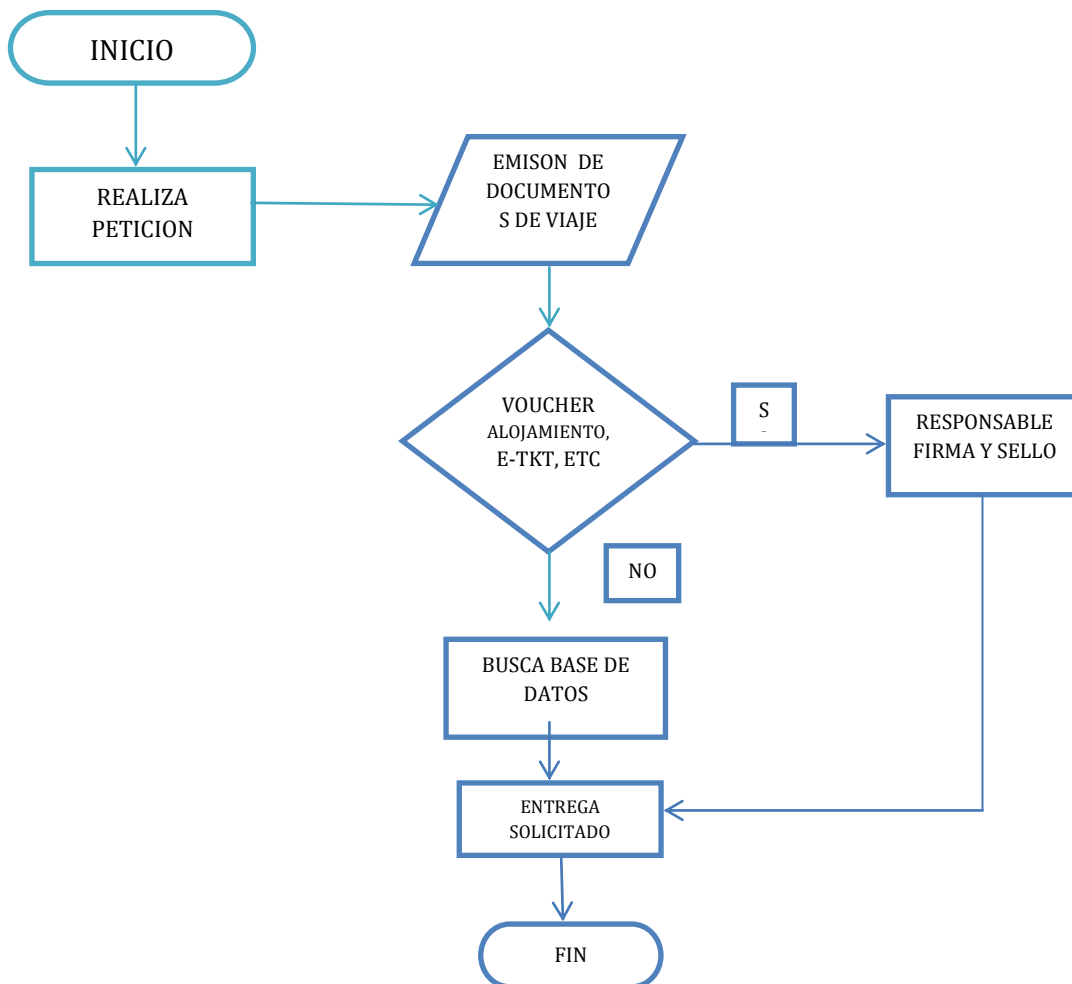 INICIO
REALIZA
PETICION
EMISON DE
DOCUMENTO
S DE VIAJE
VOUCHER
ALOJAMIENTO,
E-TKT, ETC
S
RESPONSABLE
FIRMA Y SELLO
NO
BUSCA BASE DE
DATOS
ENTREGA
SOLICITADO
FIN